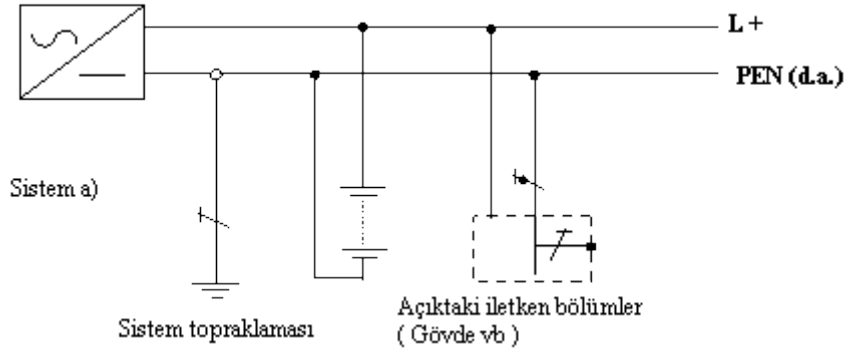 L +
PEN (d.a.)
Sistem a)
Sistem topraklaması
Açıktaki iletken bölümler
( Gövde vb )